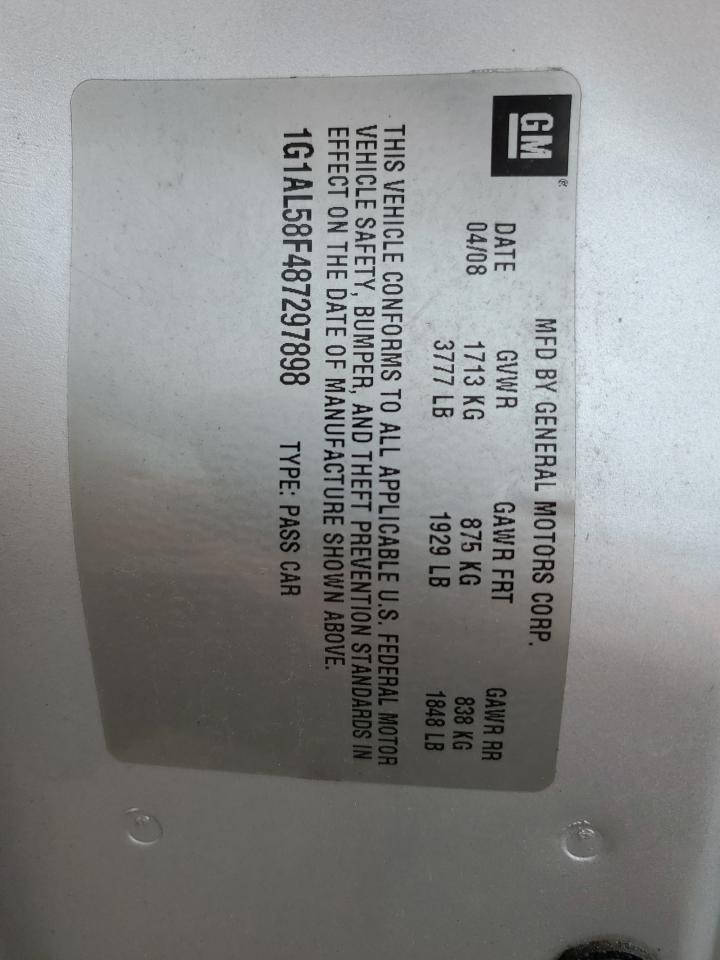 GM®
MFD BY GENERAL MOTORS CORP.
DATE GVWR GAWR FRT GAWR RR
04/08 1713 KG 875 KG 838 KG
3777 LB 1929 LB 1848 LB
THIS VEHICLE CONFORMS TO ALL APPLICABLE U.S. FEDERAL MOTOR
VEHICLE SAFETY, BUMPER, AND THEFT PREVENTION STANDARDS IN
EFFECT ON THE DATE OF MANUFACTURE SHOWN ABOVE.
1G1AL58F487297898 TYPE: PASS CAR